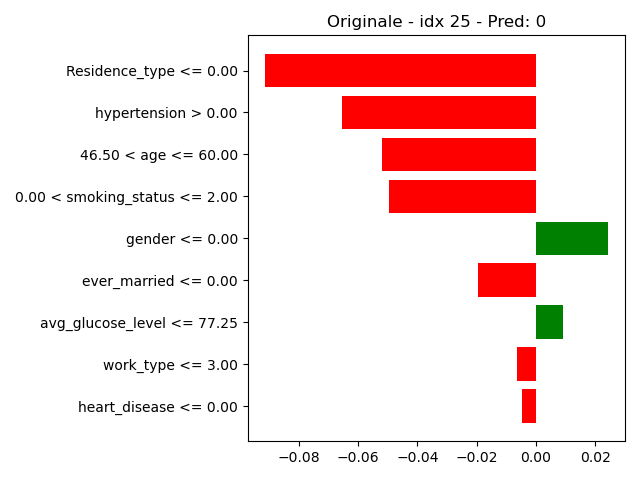 Originale - idx 25 - Pred: 0
Residence_type <= 0.00
hypertension > 0.00
46.50 < age <= 60.00
0.00 < smoking_status <= 2.00
gender <= 0.00
ever_married <= 0.00
avg_glucose_level <= 77.25
work_type <= 3.00
heart_disease <= 0.00
−0.08 −0.06 −0.04 −0.02 0.00 0.02